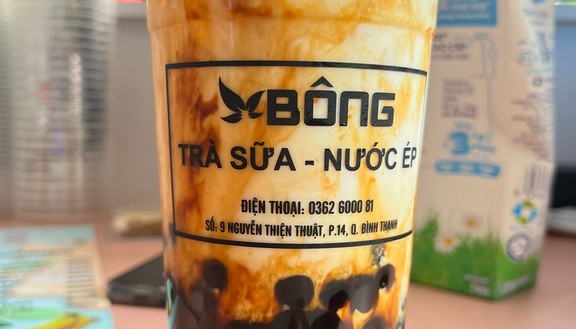 BÔNG
TRÀ SỮA - NƯỚC ÉP
ĐIỆN THOẠI: 0362 6000 81
SỐ: 9 NGUYỄN THIỆN THUẬT, P.14, Q. BÌNH THẠNH